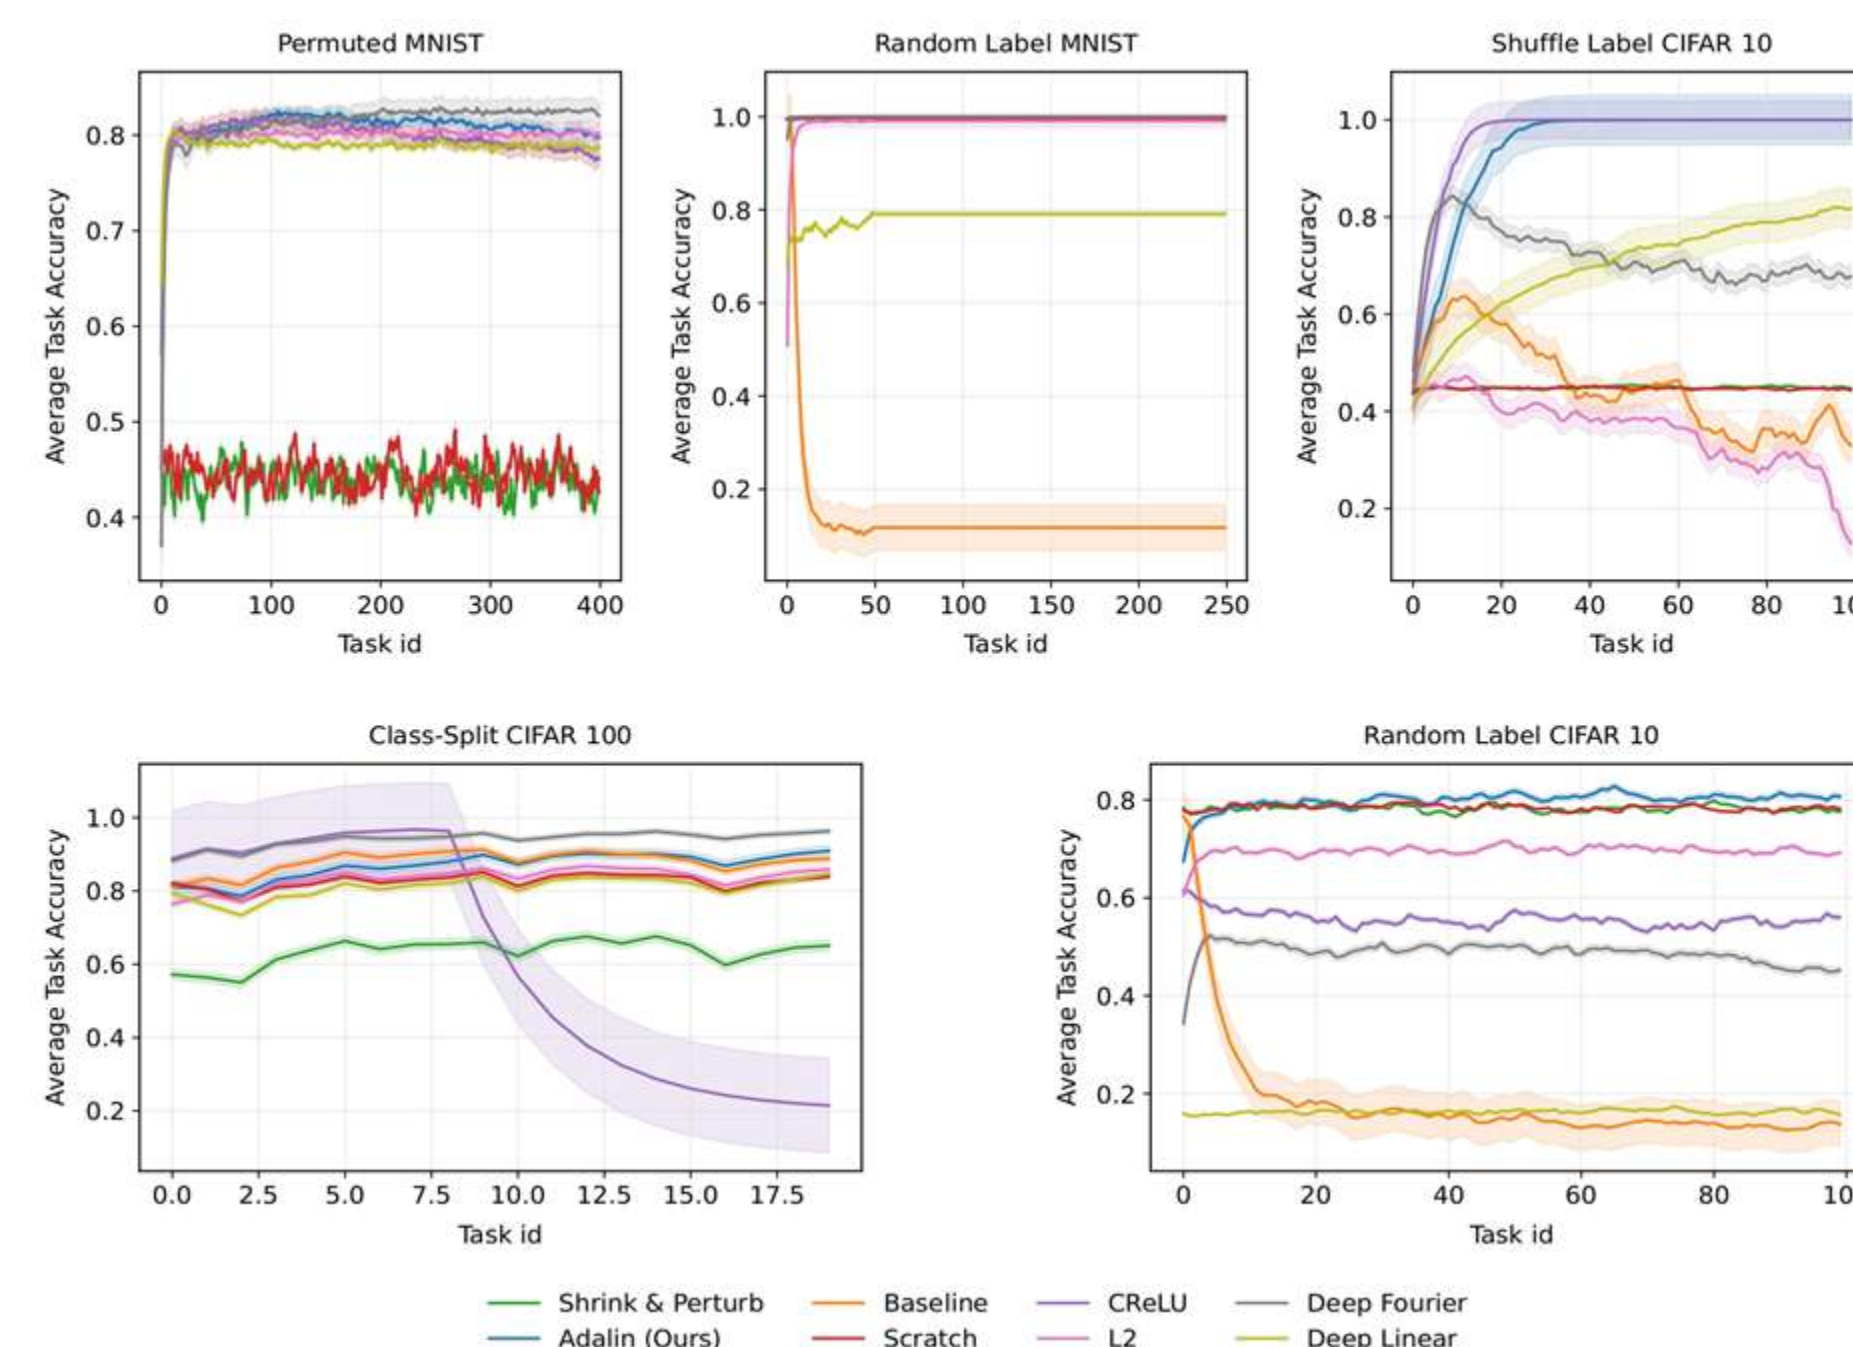 Permuted MNIST
Random Label MNIST
Shuffle Label CIFAR 10
Average Task Accuracy
0.8
0.7
0.6
0.5
0.4
0 100 200 300 400
Task id
Average Task Accuracy
1.0
0.8
0.6
0.4
0.2
0 50 100 150 200 250
Task id
Average Task Accuracy
1.0
0.8
0.6
0.4
0.2
0 20 40 60 80 10
Task id
Class-Split CIFAR 100
Random Label CIFAR 10
Average Task Accuracy
1.0
0.8
0.6
0.4
0.2
0.0 2.5 5.0 7.5 10.0 12.5 15.0 17.5
Task id
Average Task Accuracy
0.8
0.6
0.4
0.2
0 20 40 60 80 10
Task id
Shrink & Perturb Baseline CReLU Deep Fourier
Adalin (Ours) Scratch L2 Deep Linear